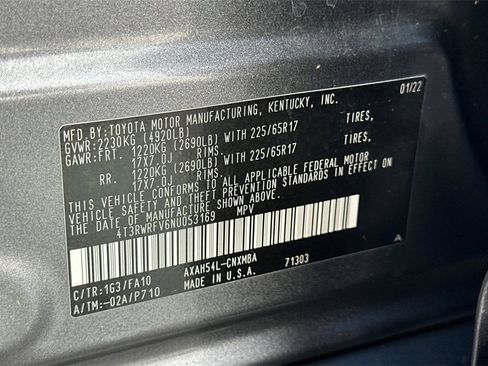 MFD.BY:TOYOTA MOTOR MANUFACTURING, KENTUCKY, INC. 01/22
GVWR:2230KG (4920LB)
GAWR:FRT. 1220KG (2690LB) WITH 225/65R17 TIRES,
17X7.0J RIMS.
RR. 1220KG (2690LB) WITH 225/65R17 TIRES,
17X7.0J RIMS.
THIS VEHICLE CONFORMS TO ALL APPLICABLE FEDERAL MOTOR
VEHICLE SAFETY AND THEFT PREVENTION STANDARDS IN EFFECT ON
THE DATE OF MANUFACTURE SHOWN ABOVE.
4T3RWRFV6NU053169 MPV
C/TR:1G3/FA10 AXAH54L-CNXMBA 71303
A/TM:-02A/P710 MADE IN U.S.A. A